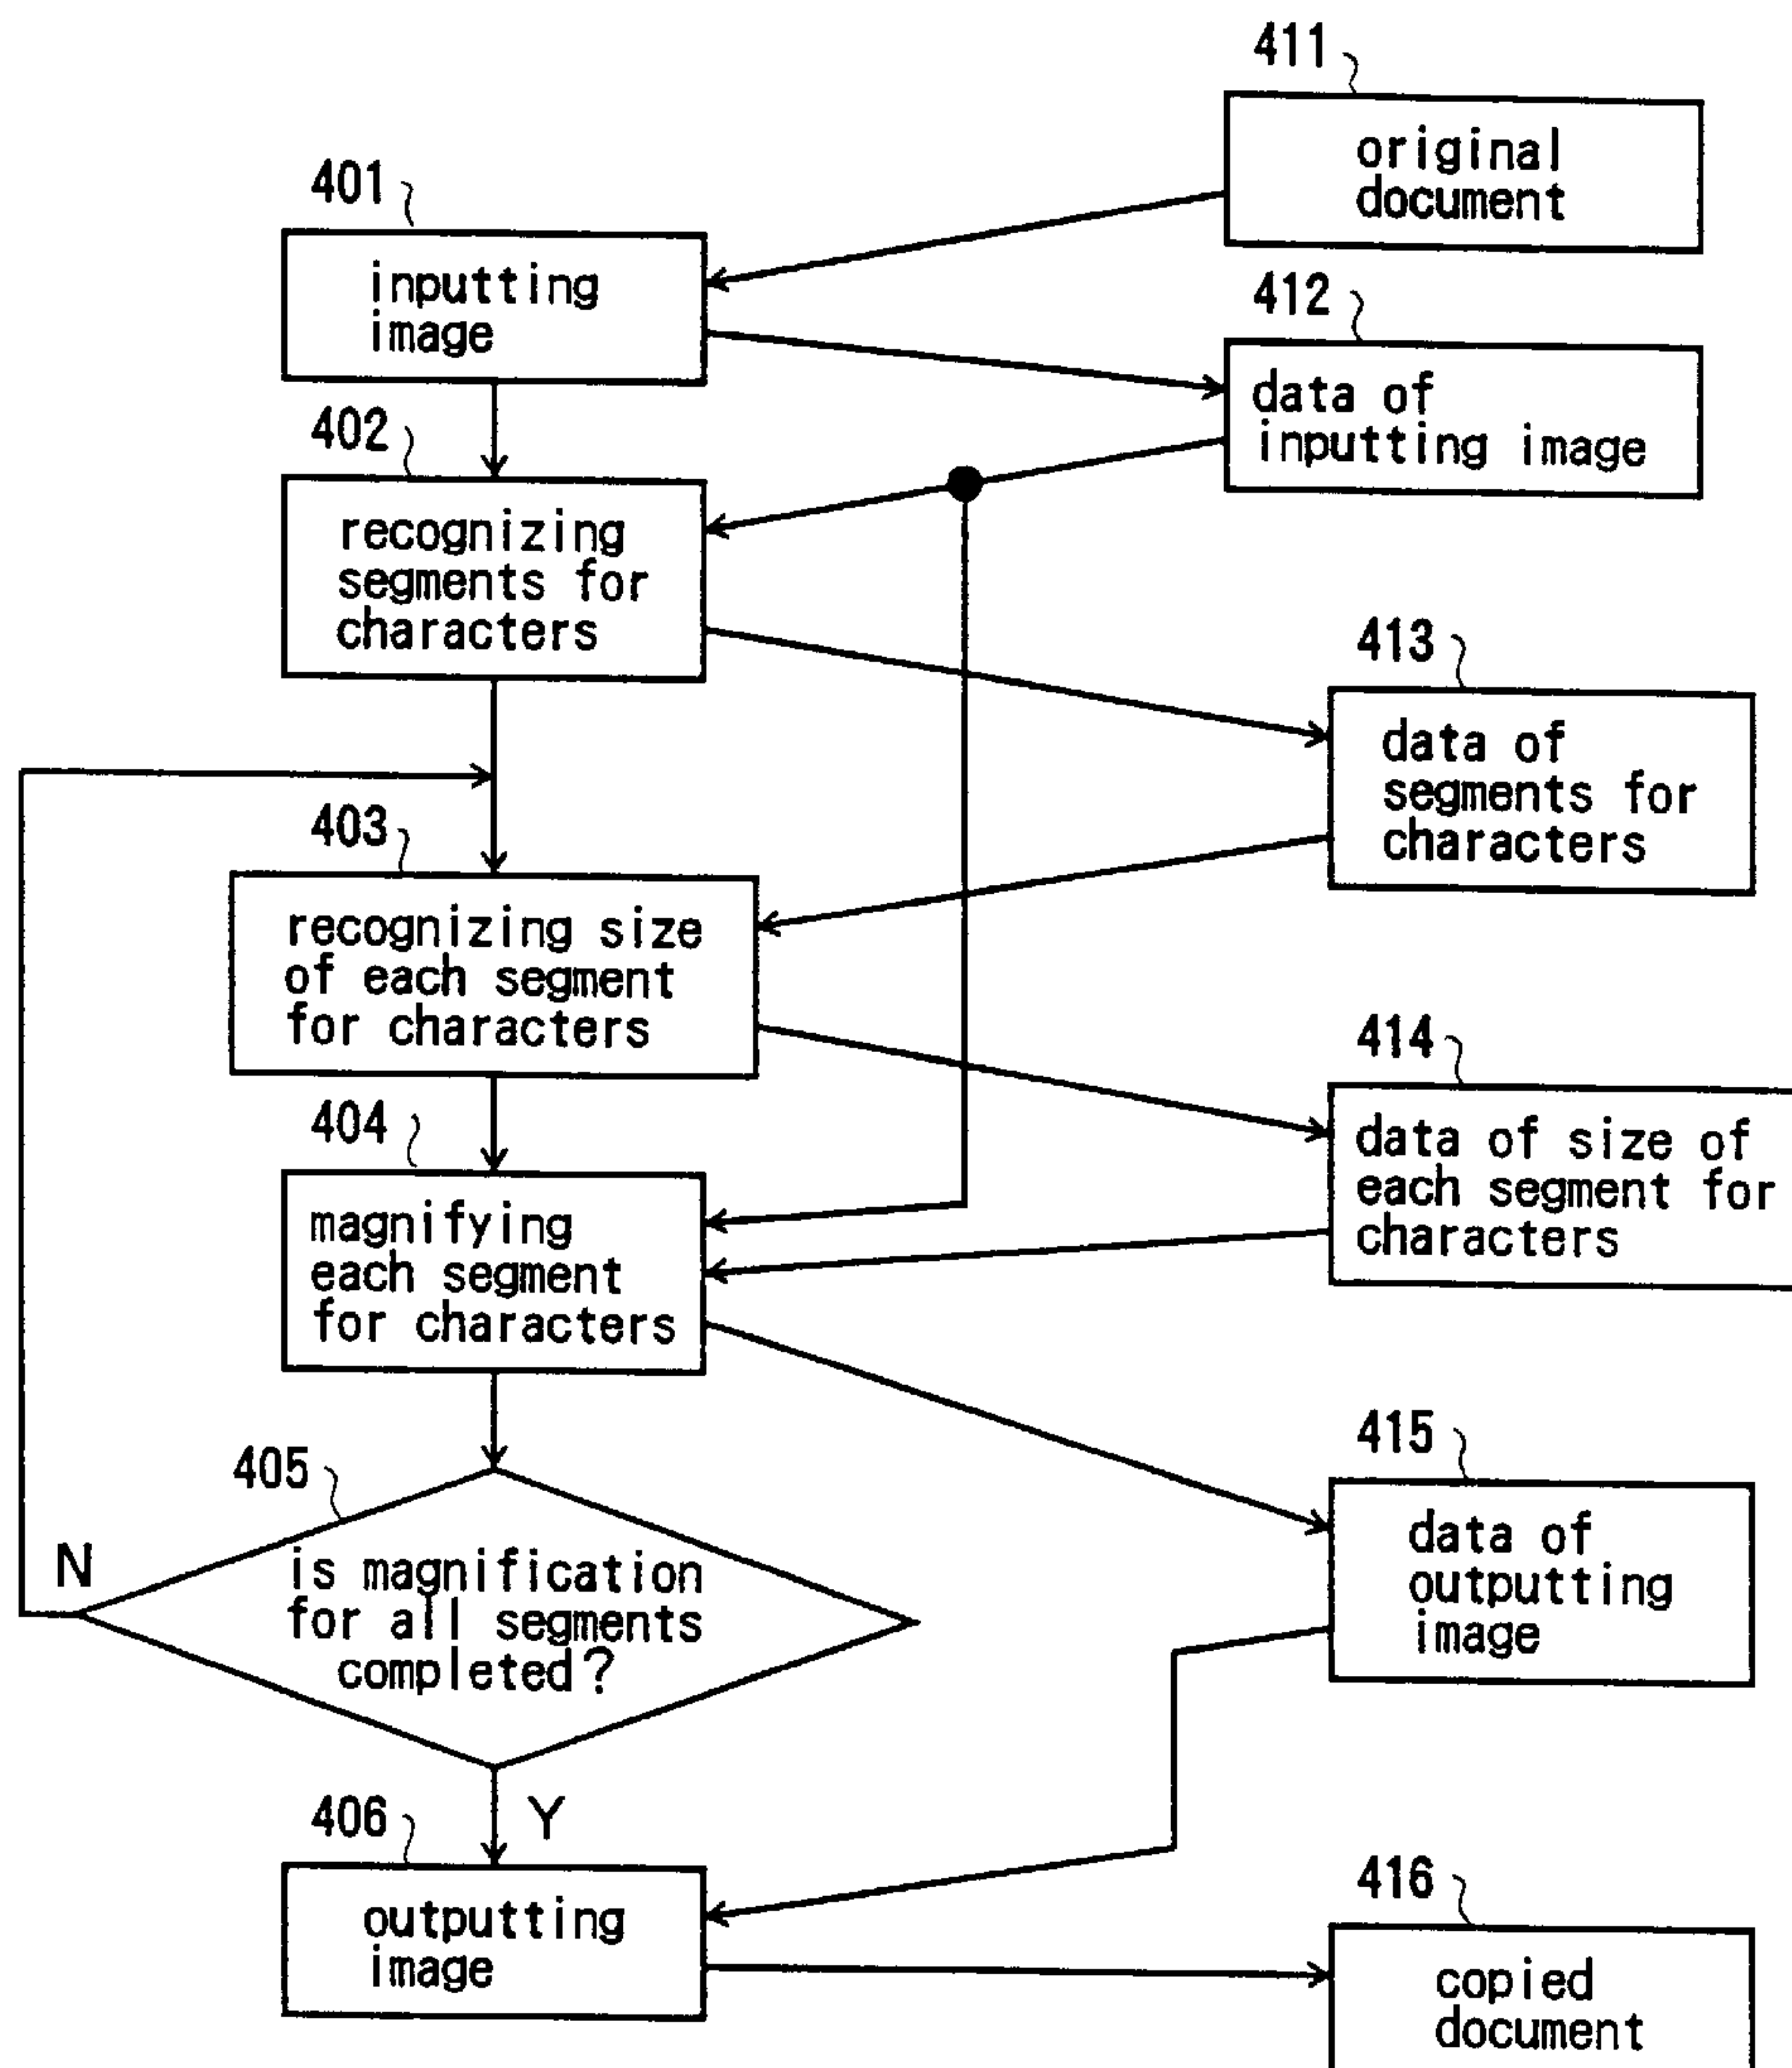 411
original
document
401
inputting
image
412
data of
inputting image
402
recognizing
segments for
characters
413
data of
segments for
characters
403
recognizing size
of each segment
for characters
414
data of size of
each segment for
characters
404
magnifying
each segment
for characters
415
data of
outputting
image
405
N
is magnification
for all segments
completed?
Y
406
outputting
image
416
copied
document